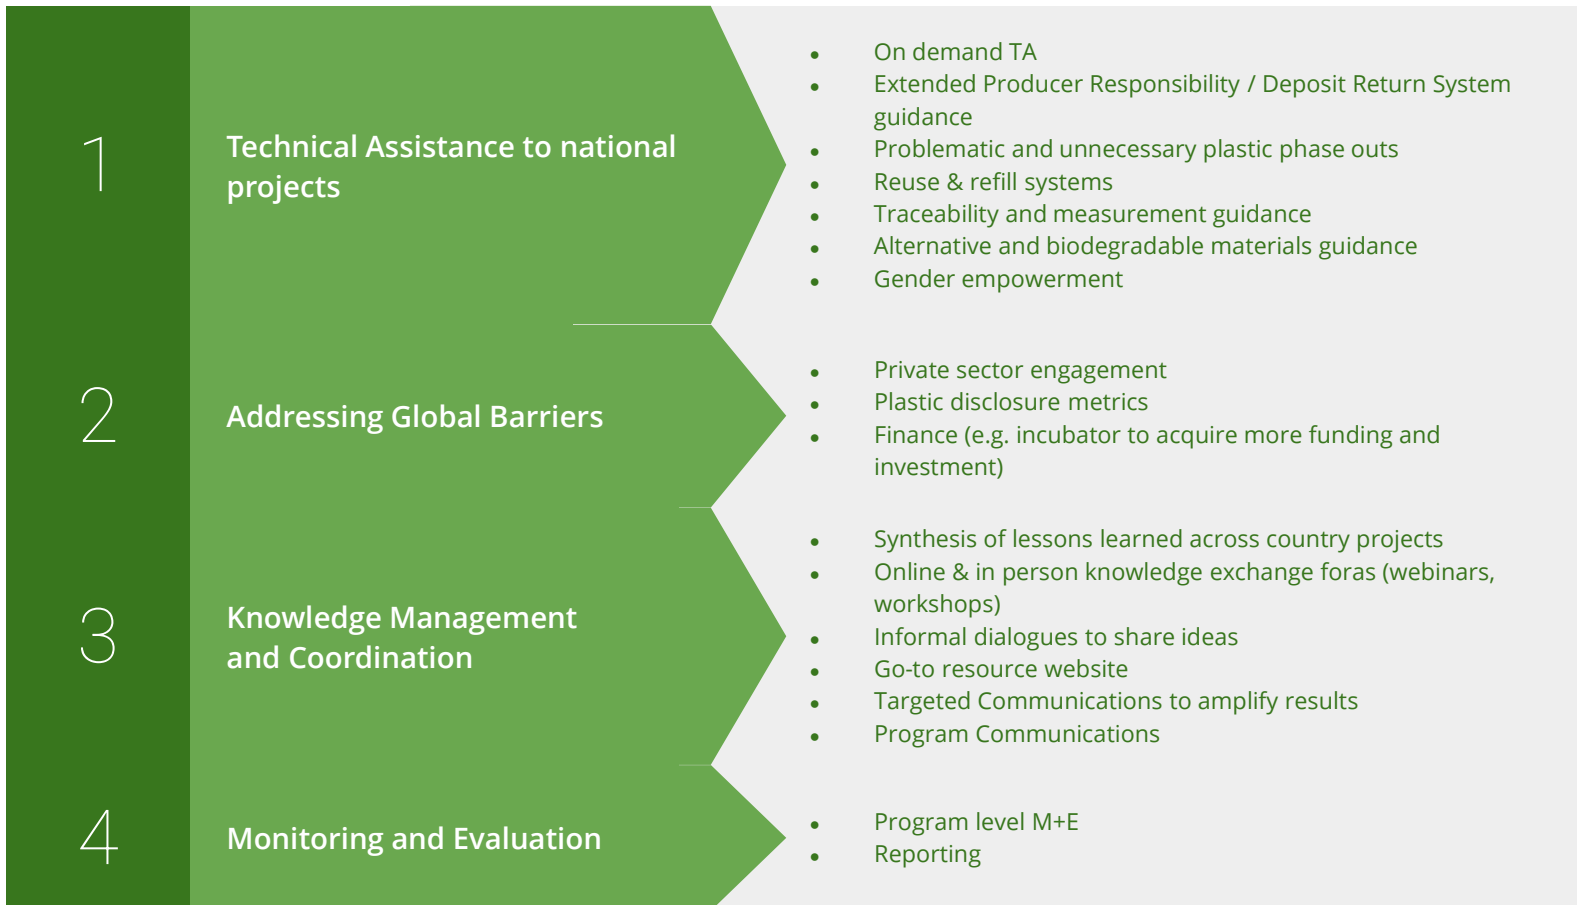 1
Technical Assistance to national
projects
• On demand TA
• Extended Producer Responsibility / Deposit Return System
guidance
• Problematic and unnecessary plastic phase outs
• Reuse & refill systems
• Traceability and measurement guidance
• Alternative and biodegradable materials guidance
• Gender empowerment
2
Addressing Global Barriers
• Private sector engagement
• Plastic disclosure metrics
• Finance (e.g. incubator to acquire more funding and
investment)
3
Knowledge Management
and Coordination
• Synthesis of lessons learned across country projects
• Online & in person knowledge exchange foras (webinars,
workshops)
• Informal dialogues to share ideas
• Go-to resource website
• Targeted Communications to amplify results
• Program Communications
4
Monitoring and Evaluation
• Program level M+E
• Reporting